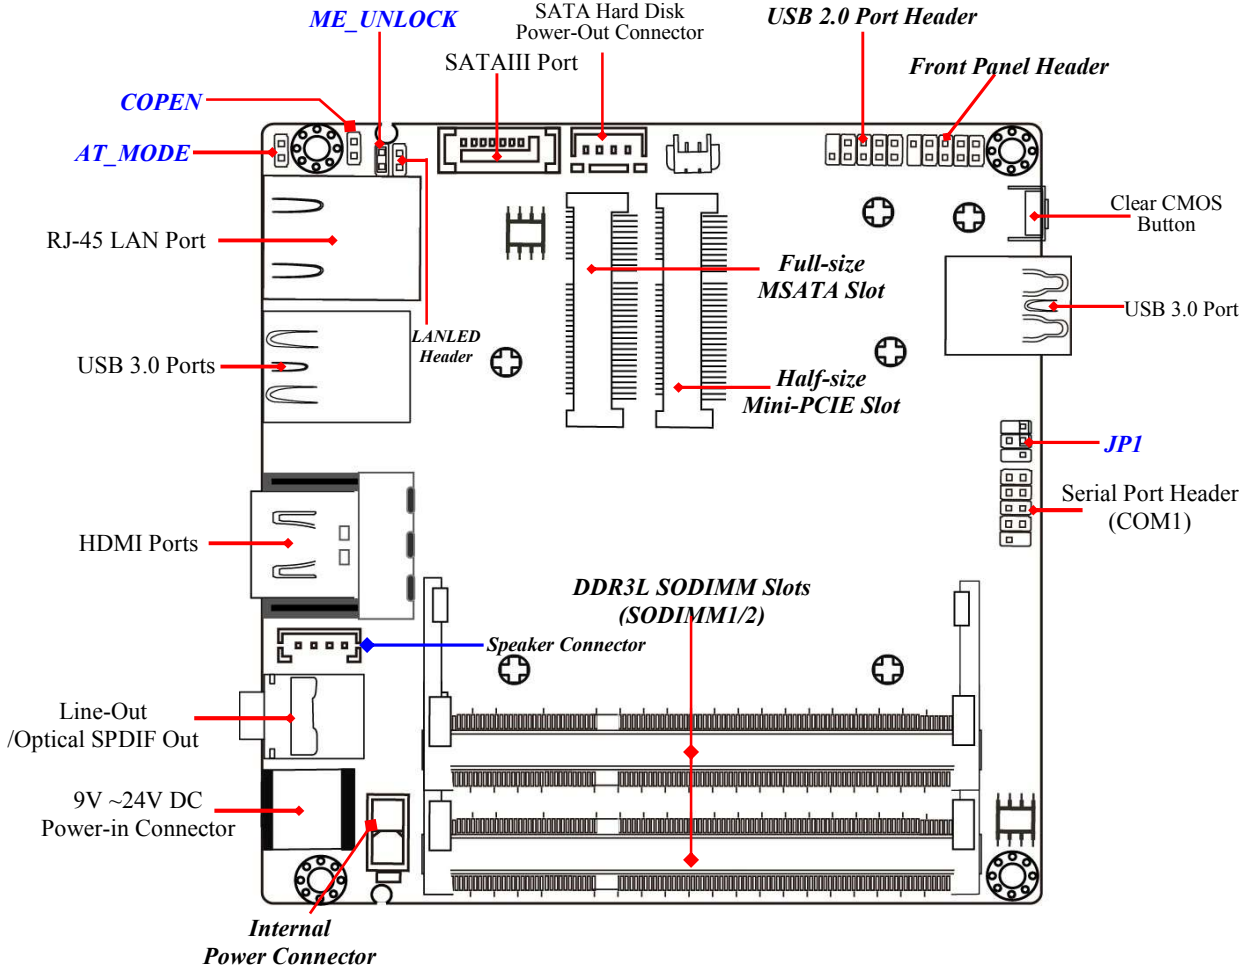 ME_UNLOCK
SATA Hard Disk
Power-Out Connector
USB 2.0 Port Header
SATAIII Port
Front Panel Header
COPEN
AT_MODE
Clear CMOS
Button
RJ-45 LAN Port
Full-size
MSATA Slot
USB 3.0 Port
LANLED
Header
USB 3.0 Ports
Half-size
Mini-PCIE Slot
JP1
Serial Port Header
(COM1)
HDMI Ports
DDR3L SODIMM Slots
(SODIMM1/2)
Speaker Connector
Line-Out
/Optical SPDIF Out
9V ~24V DC
Power-in Connector
Internal
Power Connector